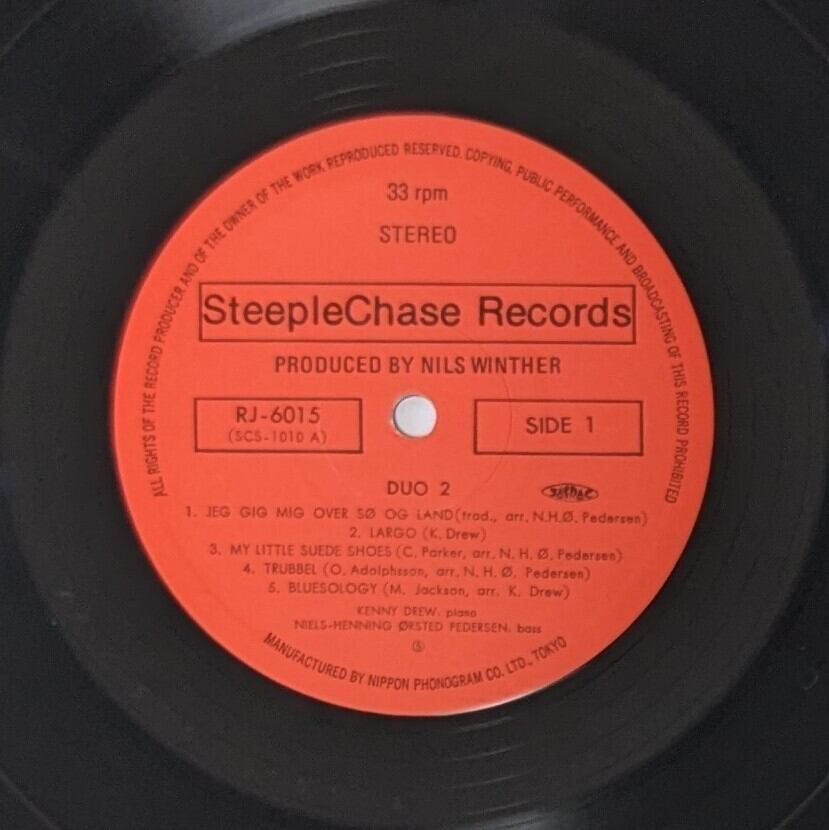 ALL RIGHTS OF THE RECORD PRODUCER AND OF THE OWNER OF THE WORK REPRODUCED RESERVED. COPYING, PUBLIC PERFORMANCE AND BROADCASTING OF THIS RECORD PROHIBITED
33 rpm
STEREO
SteepleChase Records
PRODUCED BY NILS WINTHER
RJ-6015
(SCS-1010 A)
SIDE 1
DUO 2
1. JEG GIG MIG OVER SØ OG LAND (trad., arr. N.H.Ø. Pedersen)
2. LARGO (K. Drew)
3. MY LITTLE SUEDE SHOES (C. Parker, arr. N. H. Ø. Pedersen)
4. TRUBBEL (O. Adolphsson, arr. N. H. Ø. Pedersen)
5. BLUESOLOGY (M. Jackson, arr. K. Drew)
KENNY DREW: piano
NIELS-HENNING ØRSTED PEDERSEN: bass
MANUFACTURED BY NIPPON PHONOGRAM CO. LTD., TOKYO